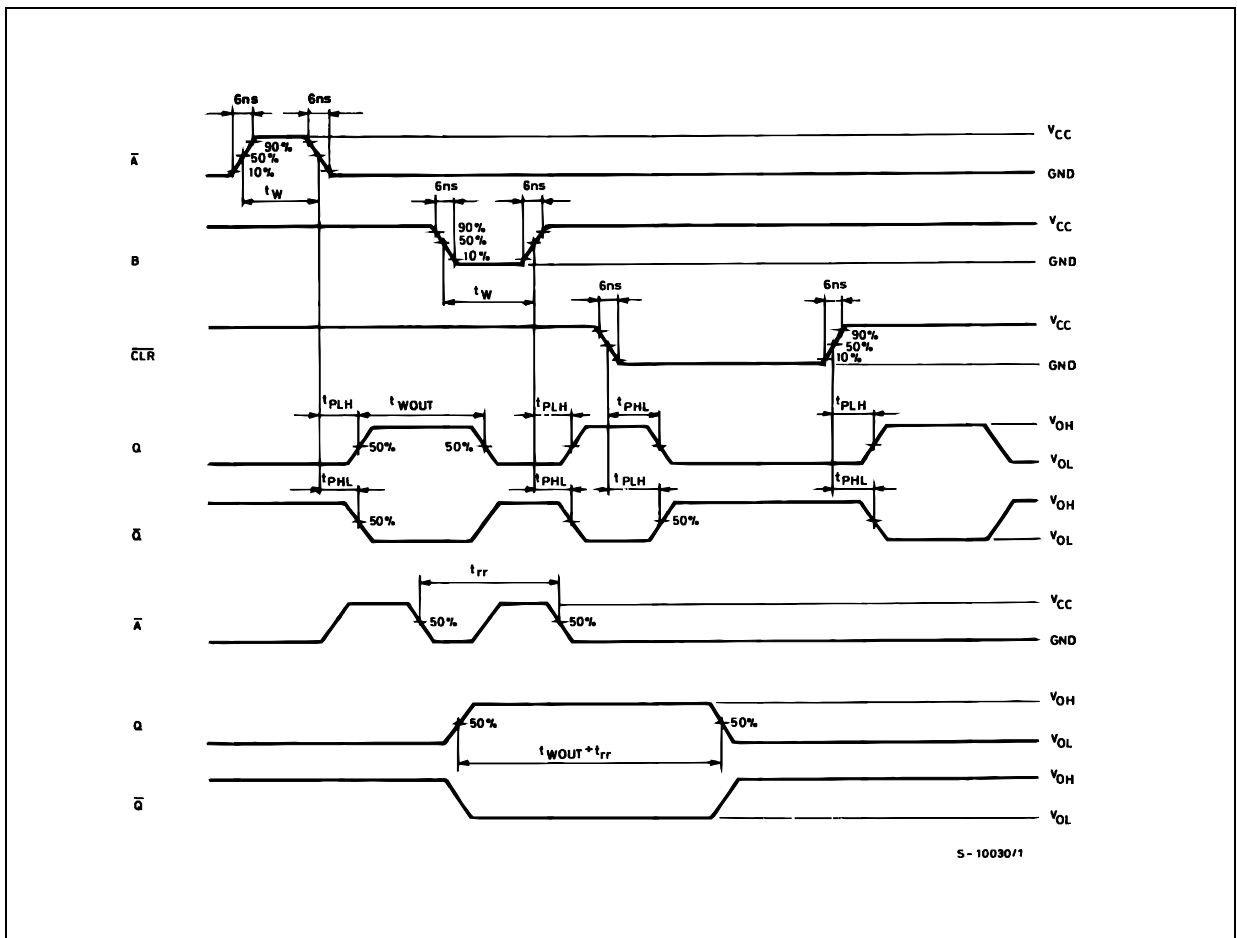 6ns 6ns
V_CC
90%
A̅ 50%
10%
GND
t_W
6ns 6ns
V_CC
90%
50%
B 10%
GND
t_W
6ns 6ns
V_CC
90%
C̅L̅R̅ 50%
10%
GND
t_PLH t_WOUT t_PLH t_PHL t_PLH
V_OH
Q 50% 50%
V_OL
t_PHL t_PHL t_PLH t_PHL
V_OH
Q̅ 50% 50%
V_OL
t_rr
V_CC
A̅ 50% 50%
GND
V_OH
Q 50% 50%
V_OL
t_WOUT + t_rr
V_OH
Q̅
V_OL
S - 10030/1